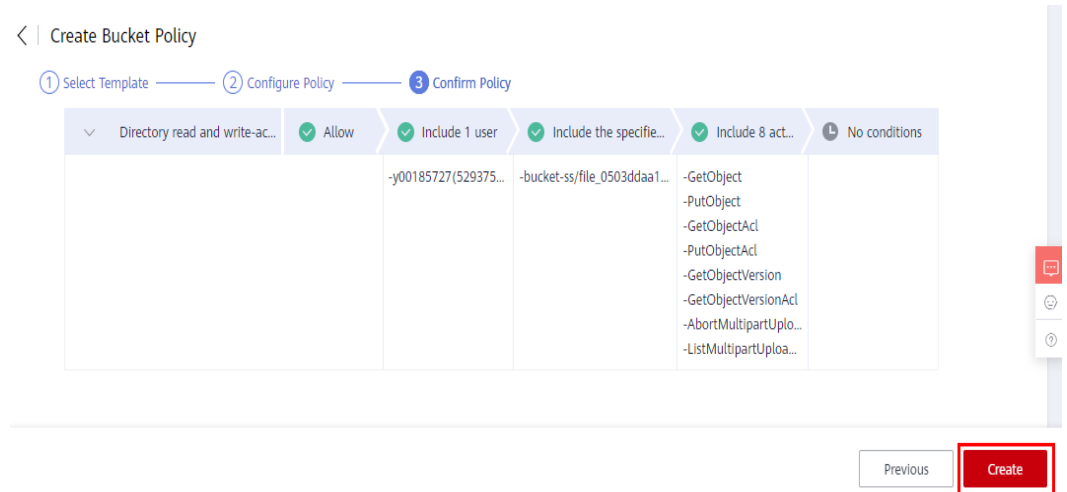 Create Bucket Policy
1 Select Template 2 Configure Policy 3 Confirm Policy
Directory read and write-ac... Allow Include 1 user Include the specifie... Include 8 act... No conditions
-y00185727(529375... -bucket-ss/file_0503ddaa1... -GetObject
-PutObject
-GetObjectAcl
-PutObjectAcl
-GetObjectVersion
-GetObjectVersionAcl
-AbortMultipartUplo...
-ListMultipartUploa...
Previous Create